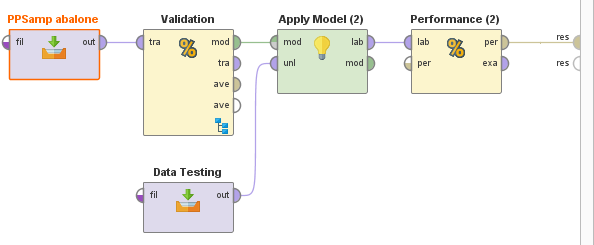 PPSamp abalone
Validation
Apply Model (2)
Performance (2)
fil out
tra mod
tra
ave
ave
mod lab
unl mod
lab per
per exa
res
res
Data Testing
fil out